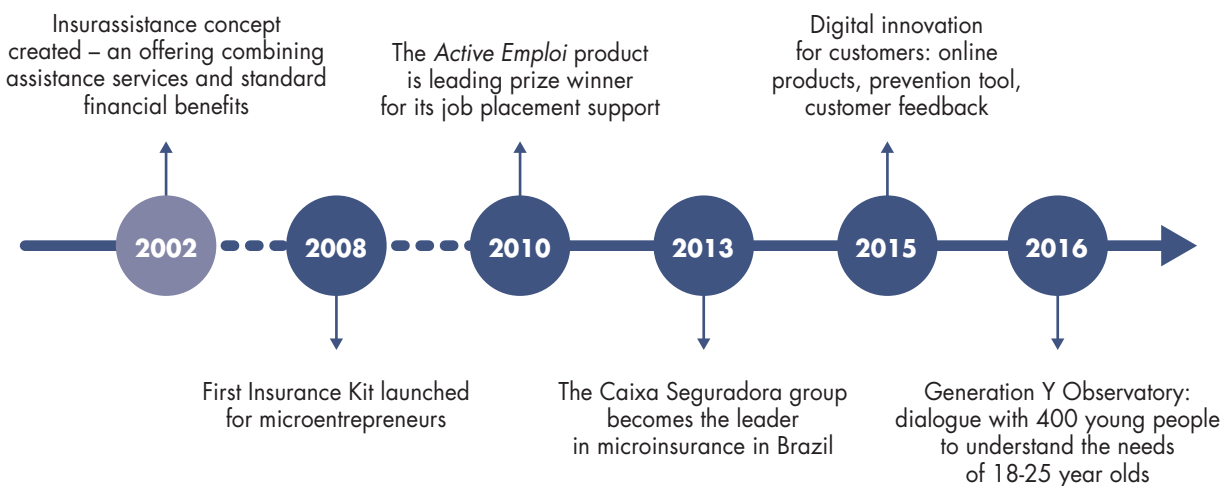 Insurassistance concept
created – an offering combining
assistance services and standard
financial benefits
The Active Emploi product
is leading prize winner
for its job placement support
Digital innovation
for customers: online
products, prevention tool,
customer feedback
2002
2008
2010
2013
2015
2016
First Insurance Kit launched
for microentrepreneurs
The Caixa Seguradora group
becomes the leader
in microinsurance in Brazil
Generation Y Observatory:
dialogue with 400 young people
to understand the needs
of 18-25 year olds